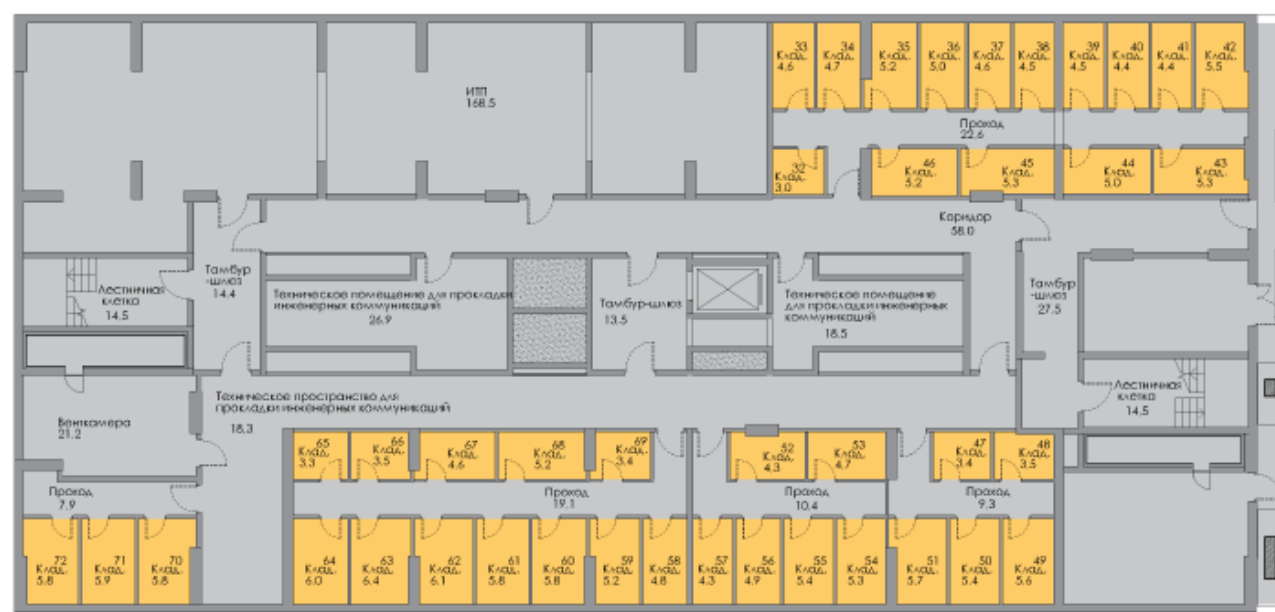 33
Клад.
4.6
34
Клад.
4.7
35
Клад.
5.2
36
Клад.
5.0
37
Клад.
4.6
38
Клад.
4.5
39
Клад.
4.5
40
Клад.
4.4
41
Клад.
4.4
42
Клад.
5.5
ИТП
168.5
Проход
22.6
32
Клад.
3.0
46
Клад.
5.2
45
Клад.
5.3
44
Клад.
5.0
43
Клад.
5.3
Коридор
58.0
Тамбур
-шлюз
14.4
Лестничная
клетка
14.5
Техническое помещение для прокладки
инженерных коммуникаций
26.9
Тамбур-шлюз
13.5
Техническое помещение
для прокладки инженерных
коммуникаций
18.5
Тамбур
-шлюз
27.5
Лестничная
клетка
14.5
Техническое пространство для
прокладки инженерных коммуникаций
18.3
Венткамера
21.2
65
Клад.
3.3
66
Клад.
3.5
67
Клад.
4.6
68
Клад.
5.2
69
Клад.
3.4
52
Клад.
4.3
53
Клад.
4.7
47
Клад.
3.4
48
Клад.
3.5
Проход
7.9
Проход
19.1
Проход
10.4
Проход
9.3
72
Клад.
5.8
71
Клад.
5.9
70
Клад.
5.8
64
Клад.
6.0
63
Клад.
6.4
62
Клад.
6.1
61
Клад.
5.8
60
Клад.
5.8
59
Клад.
5.2
58
Клад.
4.8
57
Клад.
4.3
56
Клад.
4.9
55
Клад.
5.4
54
Клад.
5.3
51
Клад.
5.7
50
Клад.
5.4
49
Клад.
5.6